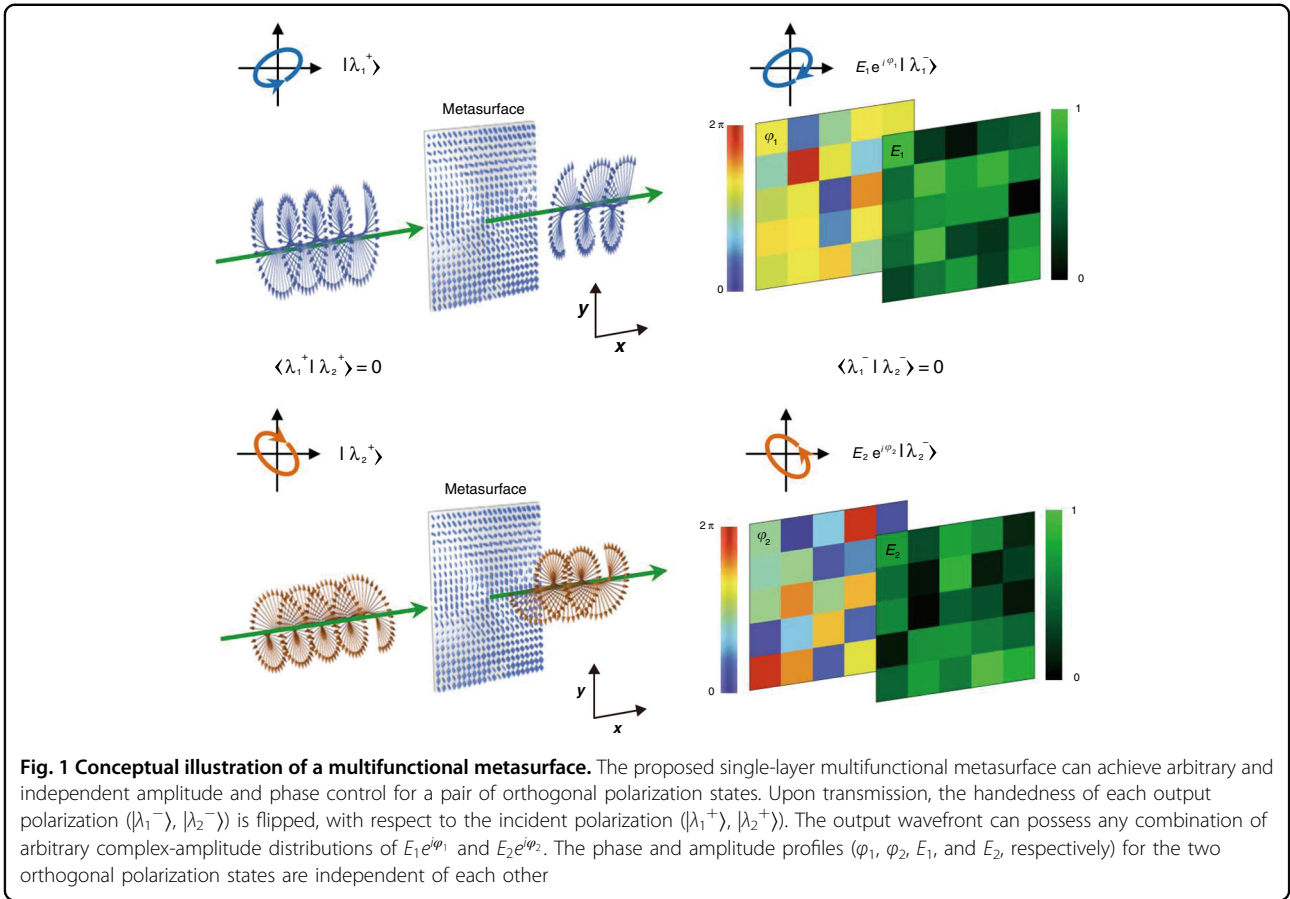 |λ₁⁺⟩
E₁e^{iφ₁}|λ₁⁻⟩
Metasurface
2π
φ₁
E₁
1
0
0
y
x
⟨λ₁⁺|λ₂⁺⟩ = 0
⟨λ₁⁻|λ₂⁻⟩ = 0
|λ₂⁺⟩
E₂ e^{iφ₂}|λ₂⁻⟩
Metasurface
2π
φ₂
E₂
1
0
0
y
x
Fig. 1 Conceptual illustration of a multifunctional metasurface. The proposed single-layer multifunctional metasurface can achieve arbitrary and
independent amplitude and phase control for a pair of orthogonal polarization states. Upon transmission, the handedness of each output
polarization (|λ₁⁻⟩, |λ₂⁻⟩) is flipped, with respect to the incident polarization (|λ₁⁺⟩, |λ₂⁺⟩). The output wavefront can possess any combination of
arbitrary complex-amplitude distributions of E₁e^{iφ₁} and E₂e^{iφ₂}. The phase and amplitude profiles (φ₁, φ₂, E₁, and E₂, respectively) for the two
orthogonal polarization states are independent of each other